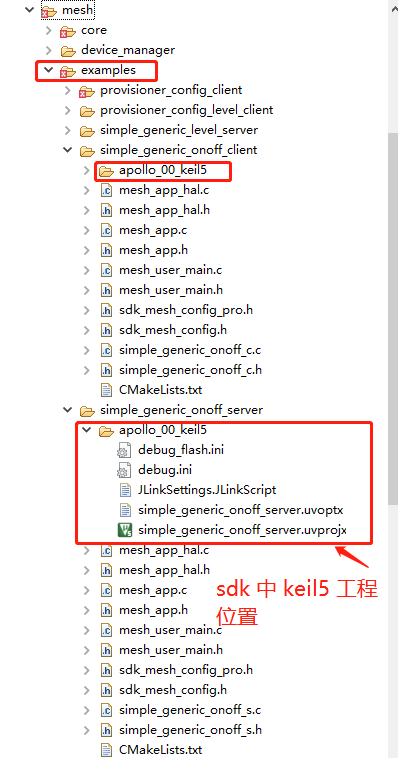 mesh
core
device_manager
examples
provisioner_config_client
provisioner_config_level_client
simple_generic_level_server
simple_generic_onoff_client
apollo_00_keil5
mesh_app_hal.c
mesh_app_hal.h
mesh_app.c
mesh_app.h
mesh_user_main.c
mesh_user_main.h
sdk_mesh_config_pro.h
sdk_mesh_config.h
simple_generic_onoff_c.c
simple_generic_onoff_c.h
CMakeLists.txt
simple_generic_onoff_server
apollo_00_keil5
debug_flash.ini
debug.ini
JLinkSettings.JLinkScript
simple_generic_onoff_server.uvoptx
simple_generic_onoff_server.uvprojx
mesh_app_hal.c
mesh_app_hal.h
mesh_app.c
mesh_app.h
mesh_user_main.c
mesh_user_main.h
sdk_mesh_config_pro.h
sdk_mesh_config.h
simple_generic_onoff_s.c
simple_generic_onoff_s.h
CMakeLists.txt
sdk 中 keil5 工程
位置